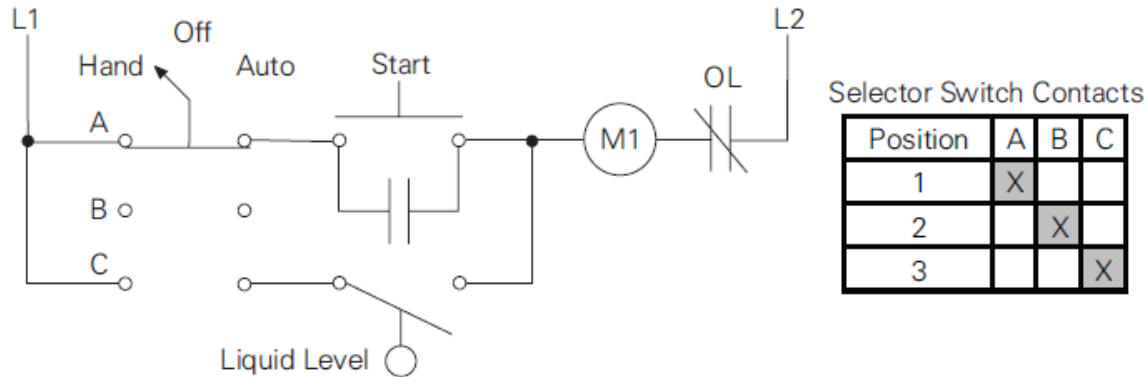 L1
L2
Off
Hand
Auto
Start
OL
A
M1
B
C
Liquid Level
Selector Switch Contacts
Position A B C
1 X
2 X
3 X